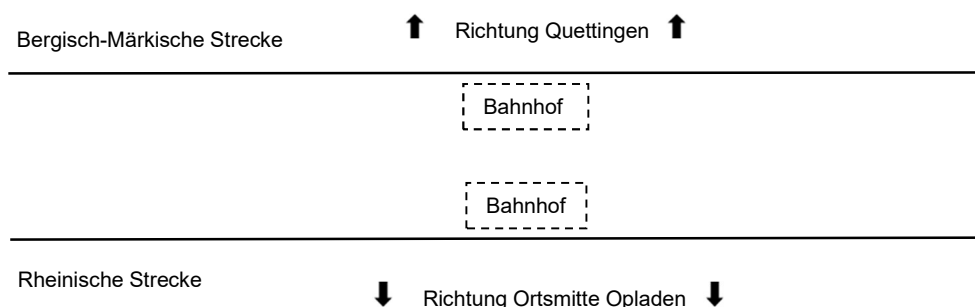 Bergisch-Märkische Strecke
Richtung Quettingen
Bahnhof
Bahnhof
Rheinische Strecke
Richtung Ortsmitte Opladen